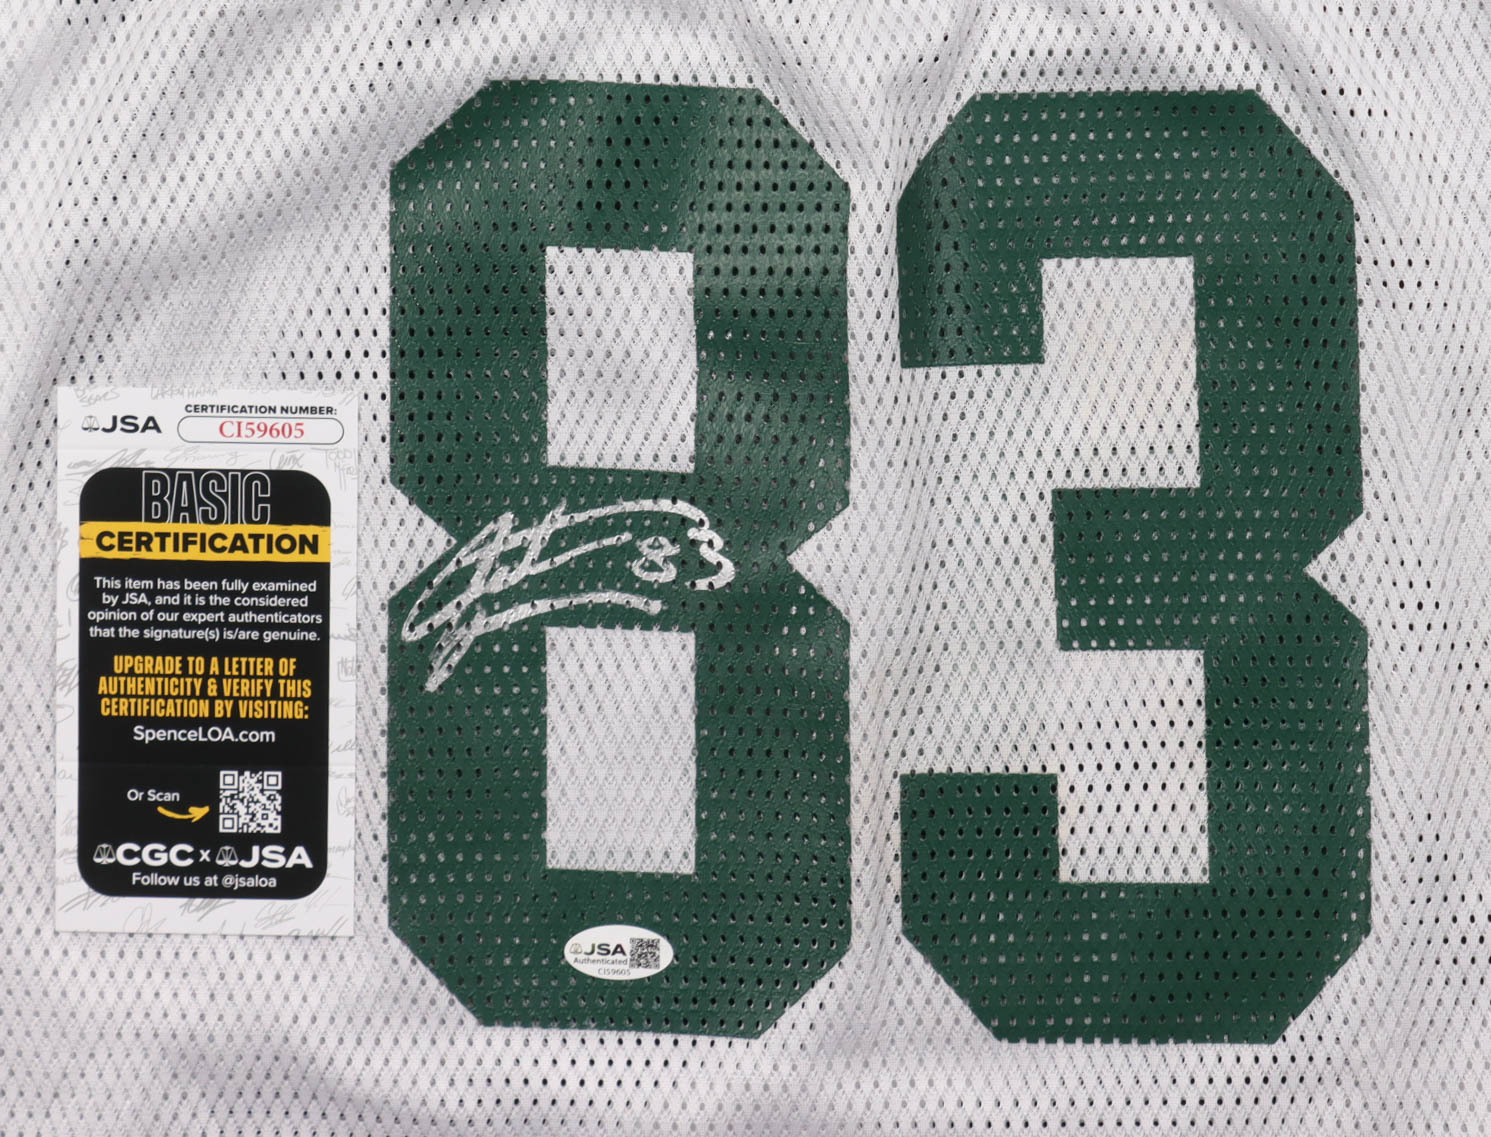 83
JSA
CERTIFICATION NUMBER:
CI59605
BASIC
CERTIFICATION
This item has been fully examined
by JSA, and it is the considered
opinion of our expert authenticators
that the signature(s) is/are genuine.
UPGRADE TO A LETTER OF
AUTHENTICITY & VERIFY THIS
CERTIFICATION BY VISITING:
SpenceLOA.com
Or Scan
CGC x JSA
Follow us at @jsaloa
83
JSA
Authenticated
CI59605